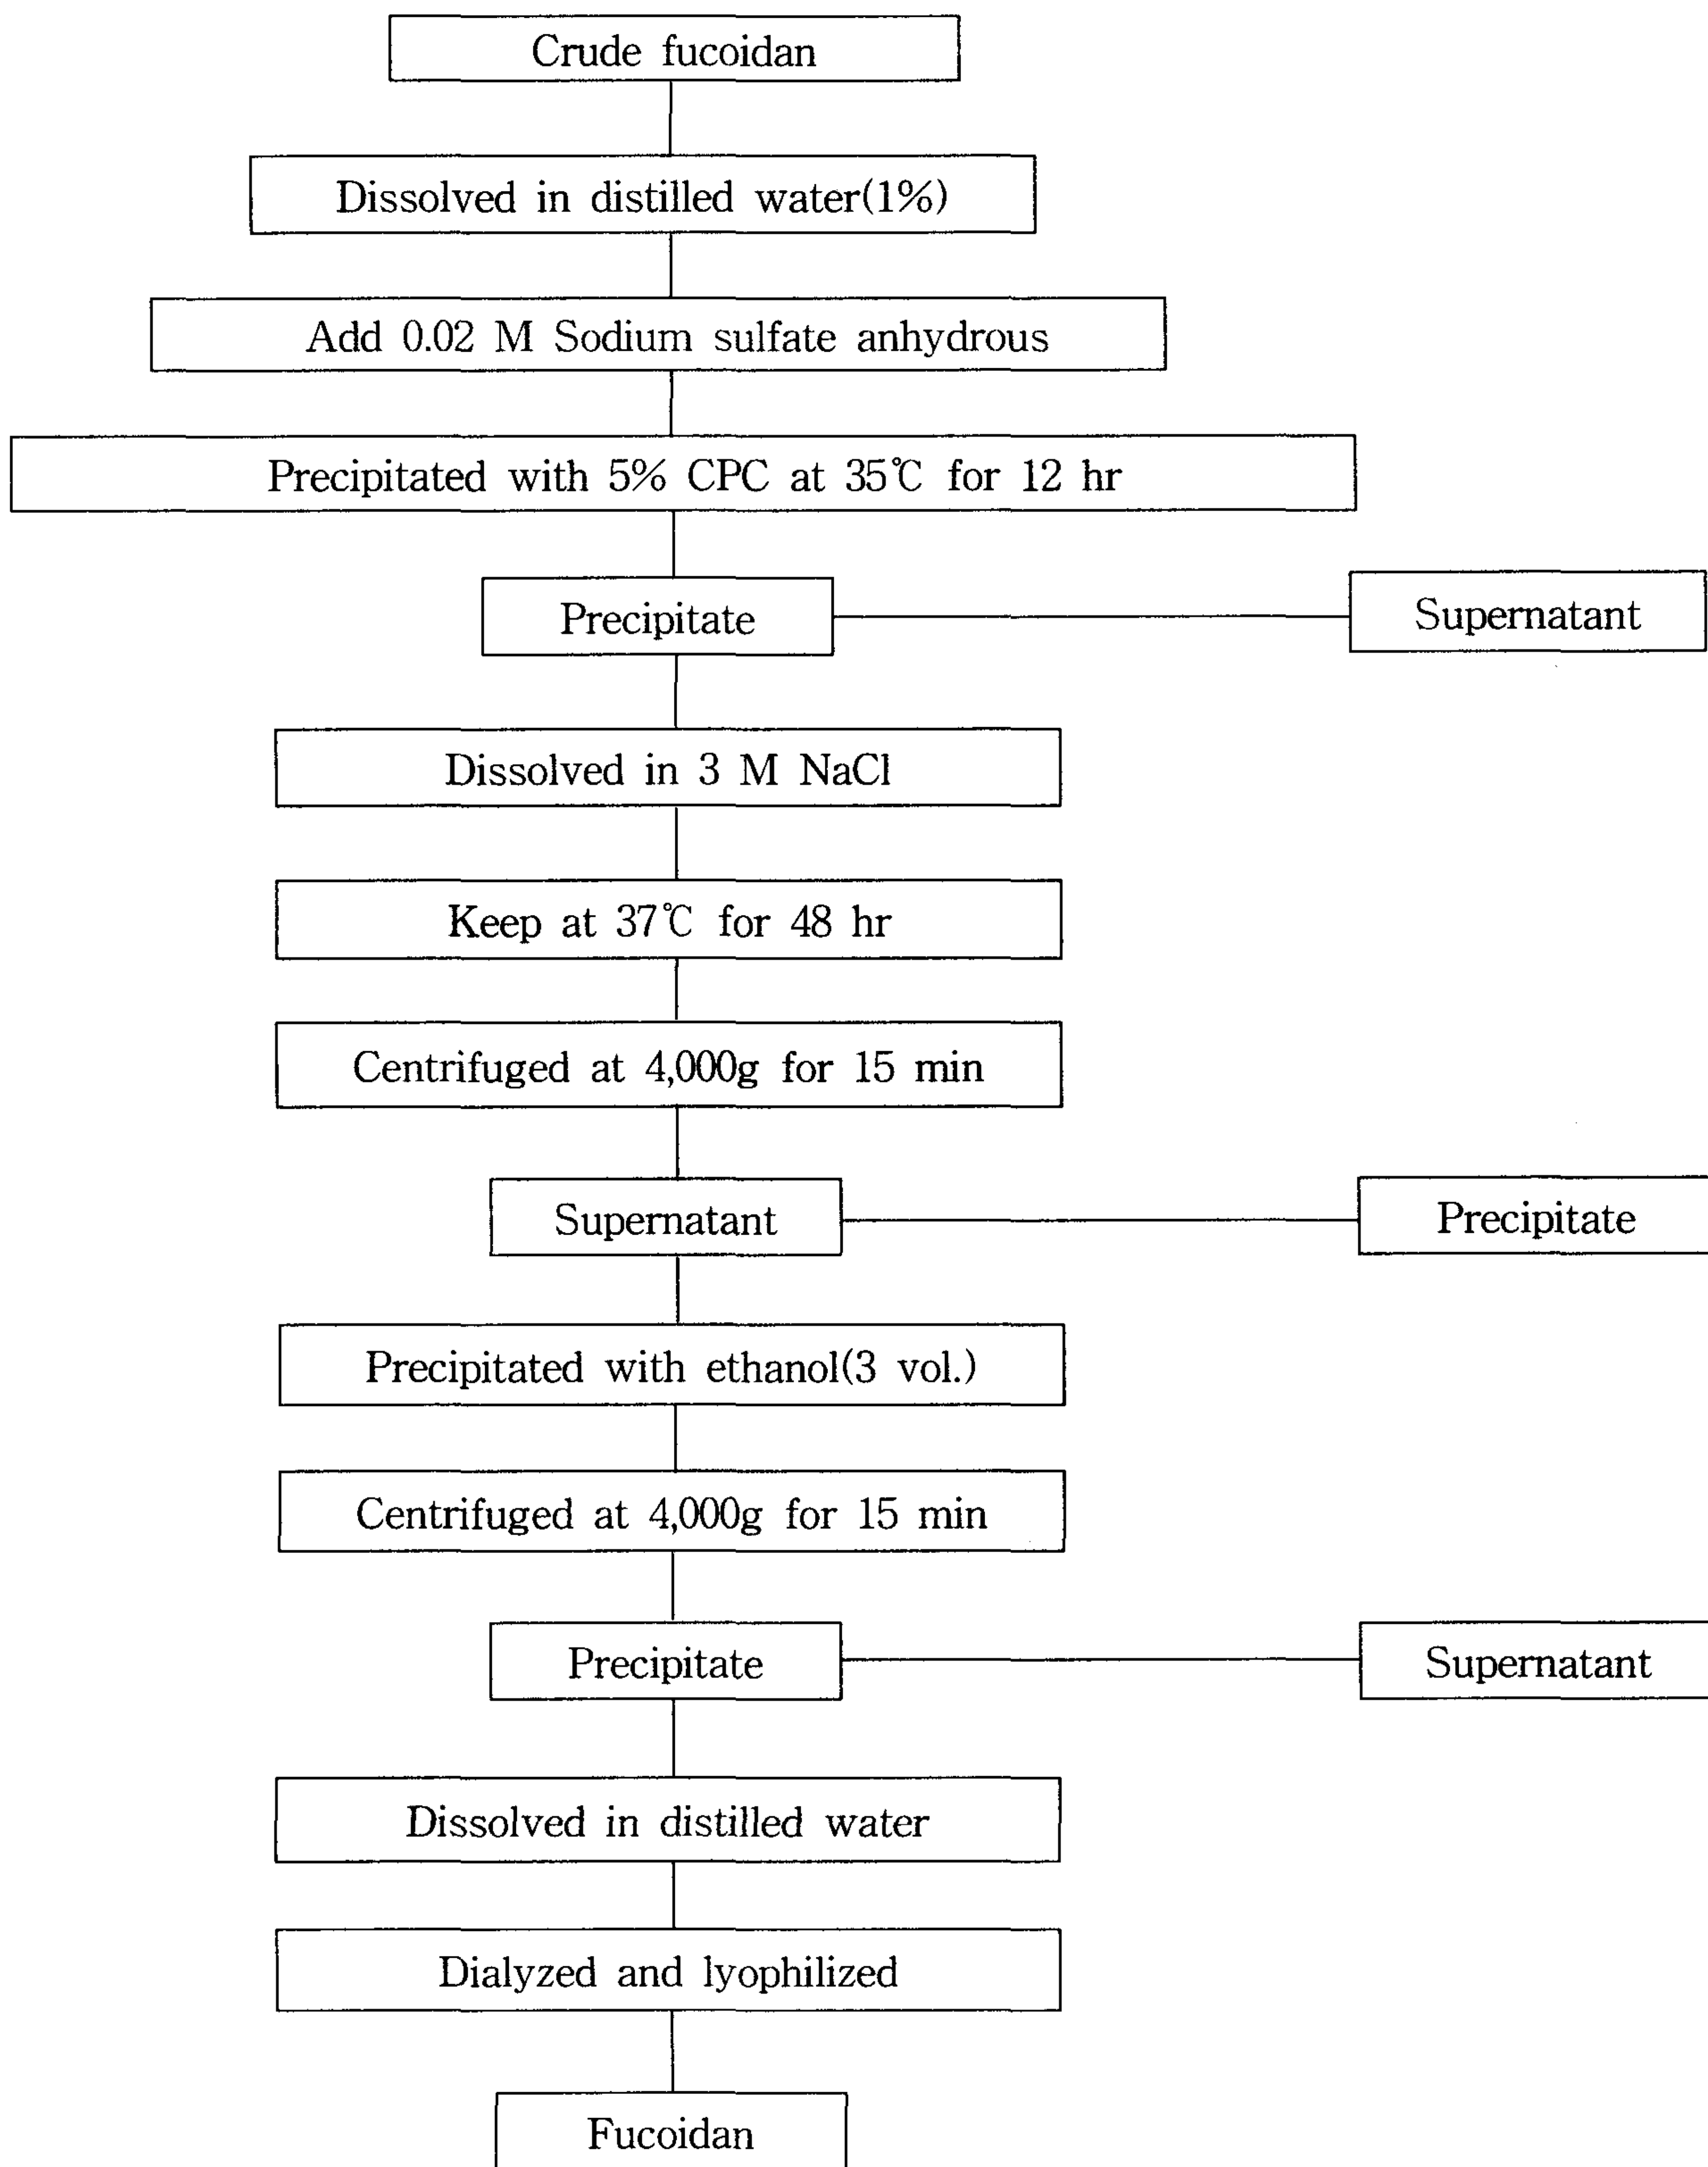 Crude fucoidan
Dissolved in distilled water(1%)
Add 0.02 M Sodium sulfate anhydrous
Precipitated with 5% CPC at 35℃ for 12 hr
Precipitate
Supernatant
Dissolved in 3 M NaCl
Keep at 37℃ for 48 hr
Centrifuged at 4,000g for 15 min
Supernatant
Precipitate
Precipitated with ethanol(3 vol.)
Centrifuged at 4,000g for 15 min
Precipitate
Supernatant
Dissolved in distilled water
Dialyzed and lyophilized
Fucoidan